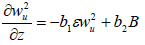 ∂w_u^2/∂z = -b_1 ε w_u^2 + b_2 B